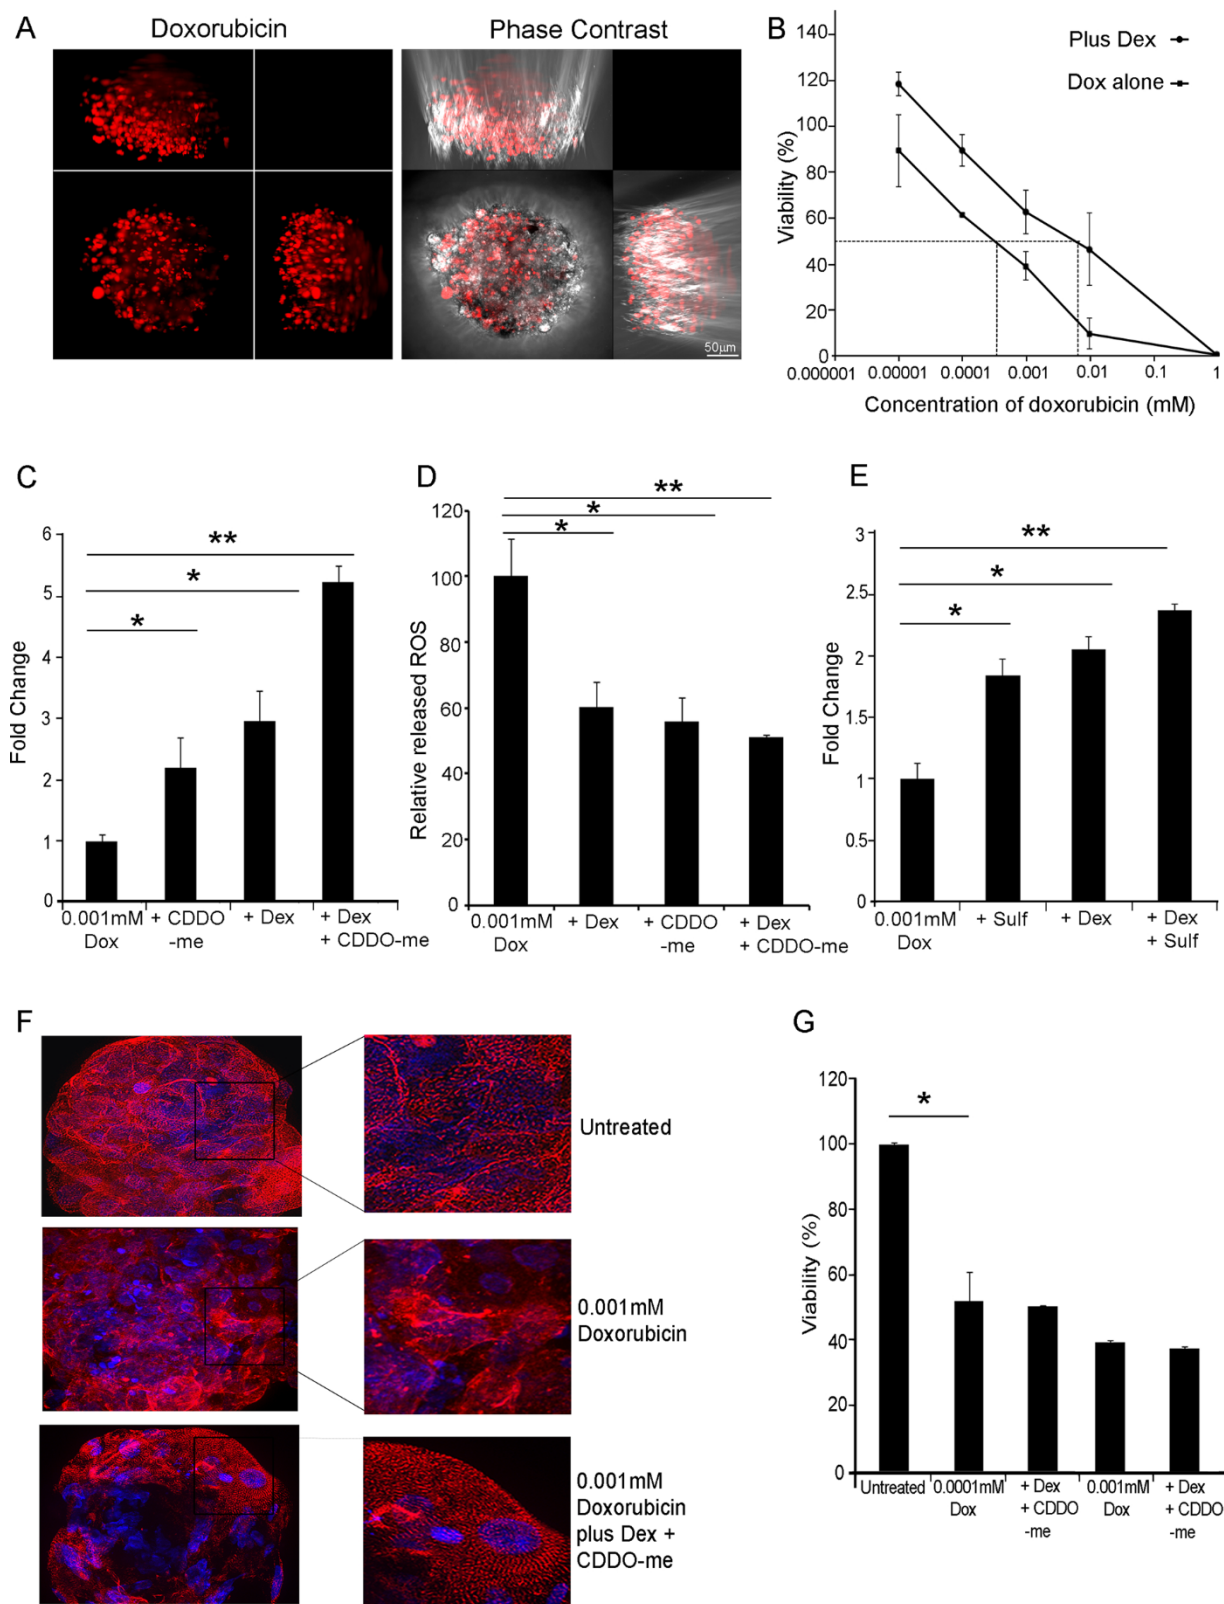 A
Doxorubicin
Phase Contrast
50µm
B
140
120
100
80
60
40
20
0
Viability (%)
Plus Dex
Dox alone
0.000001
0.00001
0.0001
0.001
0.01
0.1
1
Concentration of doxorubicin (mM)
C
6
5
4
3
2
1
0
Fold Change
**
*
*
0.001mM
Dox
+ CDDO
-me
+ Dex
+ Dex
+ CDDO-me
D
120
100
80
60
40
20
0
Relative released ROS
**
*
*
0.001mM
Dox
+ Dex
+ CDDO
-me
+ Dex
+ CDDO-me
E
3
2.5
2
1.5
1
0.5
0
Fold Change
**
*
*
0.001mM
Dox
+ Sulf
+ Dex
+ Dex
+ Sulf
F
Untreated
0.001mM
Doxorubicin
0.001mM
Doxorubicin
plus Dex +
CDDO-me
G
120
100
80
60
40
20
0
Viability (%)
*
Untreated
0.0001mM
Dox
+ Dex
+ CDDO
-me
0.001mM
Dox
+ Dex
+ CDDO
-me